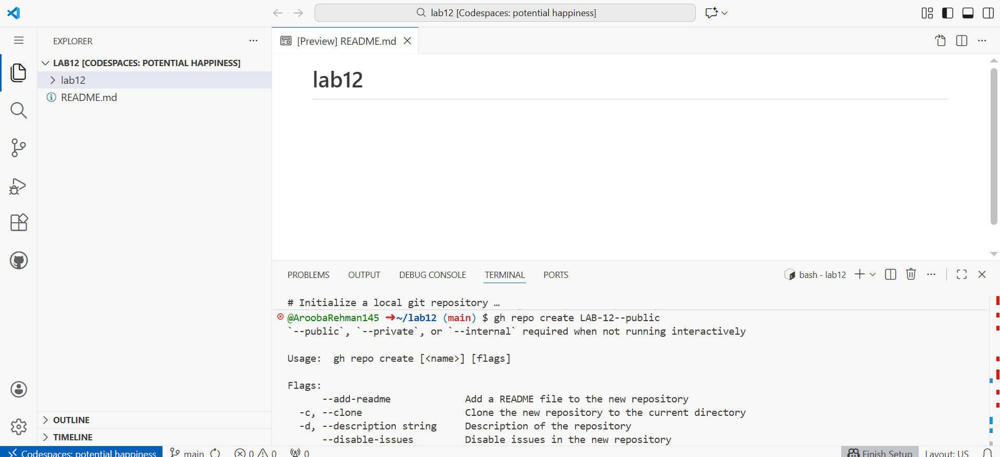 lab12 [Codespaces: potential happiness]
EXPLORER
LAB12 [CODESPACES: POTENTIAL HAPPINESS]
lab12
README.md
OUTLINE
TIMELINE
[Preview] README.md
lab12
PROBLEMS OUTPUT DEBUG CONSOLE TERMINAL PORTS
bash - lab12
# Initialize a local git repository …
@AroobaRehman145 ➜ ~/lab12 (main) $ gh repo create LAB-12--public
`--public`, `--private`, or `--internal` required when not running interactively
Usage:  gh repo create [<name>] [flags]
Flags:
--add-readme Add a README file to the new repository
-c, --clone Clone the new repository to the current directory
-d, --description string Description of the repository
--disable-issues Disable issues in the new repository
Codespaces: potential happiness main 0 0 0 Finish Setup Layout: US